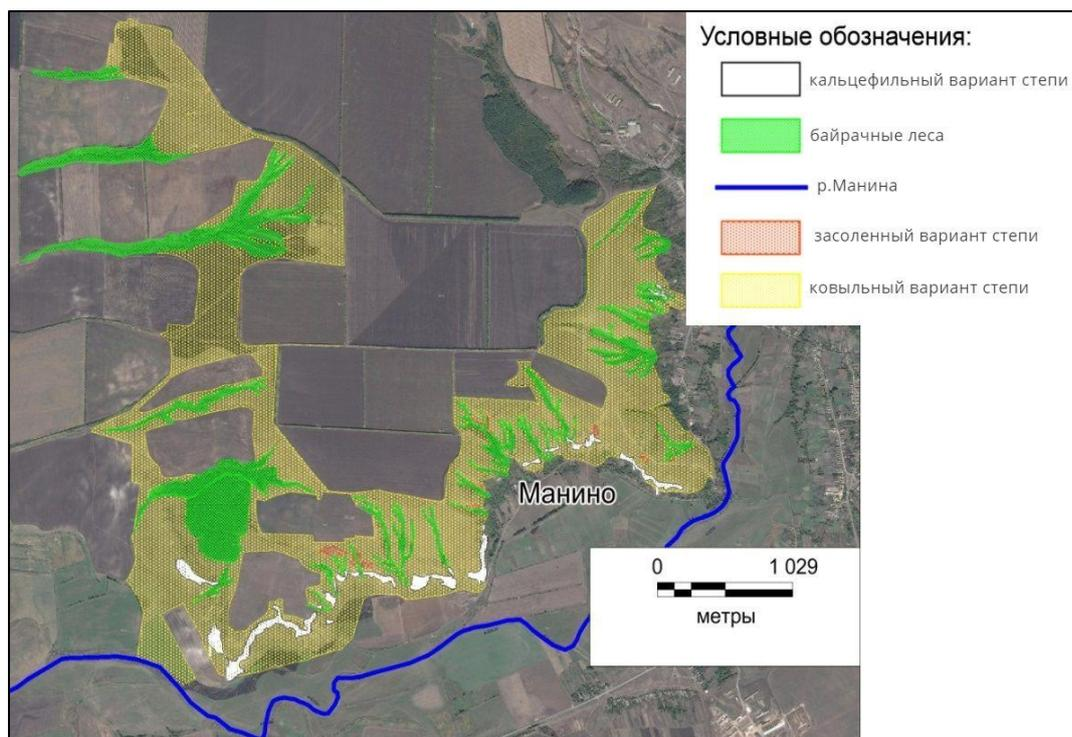 Условные обозначения:
кальцефильный вариант степи
байрачные леса
р.Манина
засоленный вариант степи
ковыльный вариант степи
Манино
0 1 029
метры